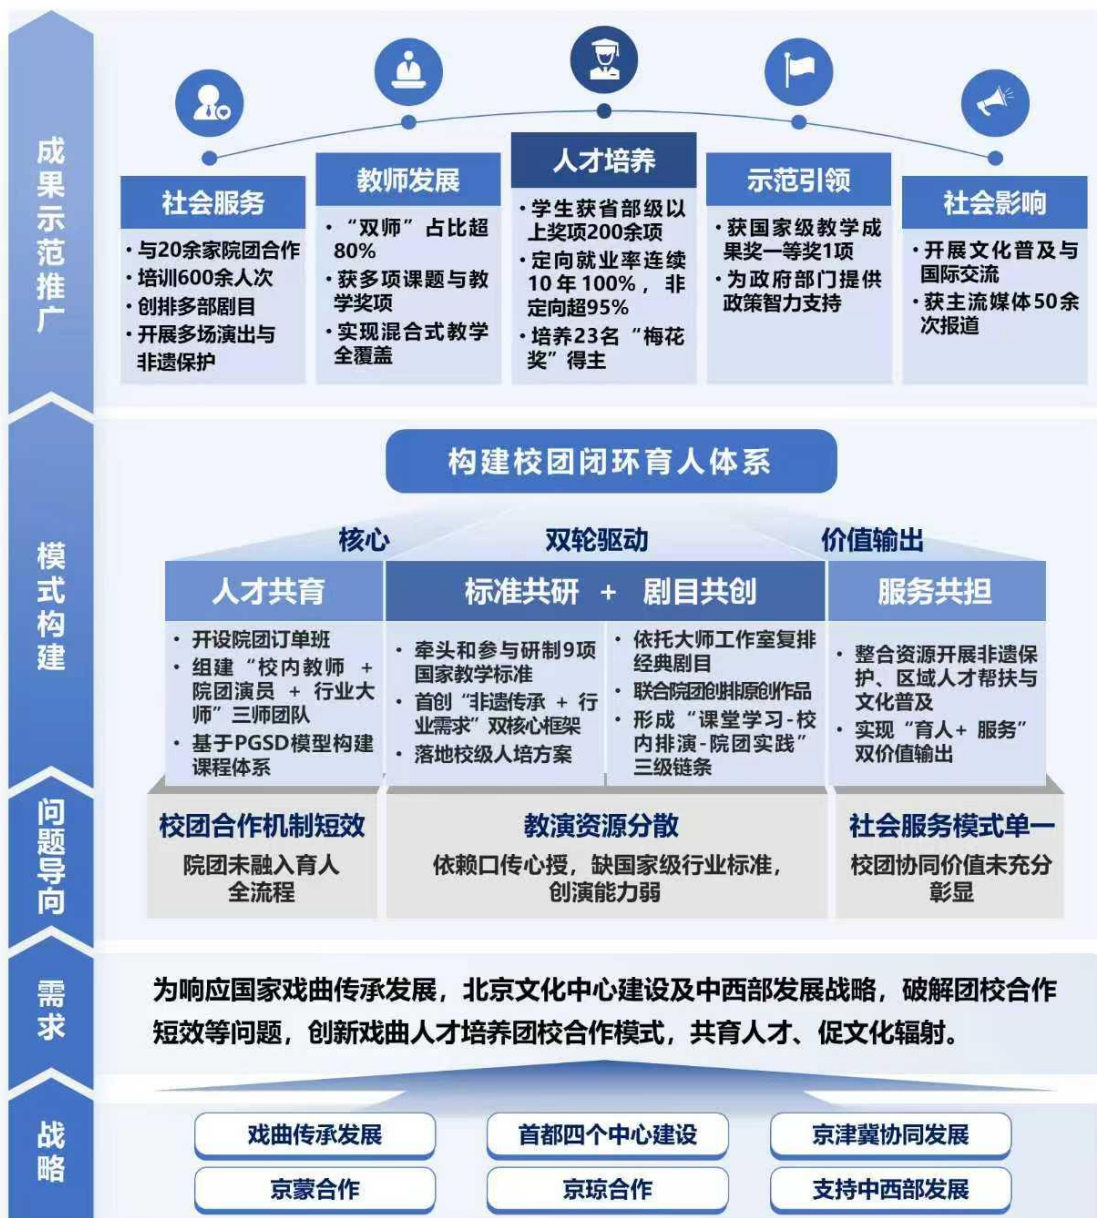 成果示范推广
社会服务
• 与20余家院团合作
• 培训600余人次
• 创排多部剧目
• 开展多场演出与
非遗保护
教师发展
• “双师”占比超
80%
• 获多项课题与教
学奖项
• 实现混合式教学
全覆盖
人才培养
• 学生获省部级以
上奖项200余项
• 定向就业率连续
10年100%，非
定向超95%
• 培养23名“梅花
奖”得主
示范引领
• 获国家级教学成
果奖一等奖1项
• 为政府部门提供
政策智力支持
社会影响
• 开展文化普及与
国际交流
• 获主流媒体50余
次报道
模式构建
构建校团闭环育人体系
核心
双轮驱动
价值输出
人才共育
标准共研 + 剧目共创
服务共担
• 开设院团订单班
• 组建“校内教师 +
院团演员 + 行业大
师”三师团队
• 基于PGSD模型构建
课程体系
• 牵头和参与研制9项
国家教学标准
• 首创“非遗传承 + 行
业需求”双核心框架
• 落地校级人培方案
• 依托大师工作室复排
经典剧目
• 联合院团创排原创作品
• 形成“课堂学习-校
内排演-院团实践”
三级链条
• 整合资源开展非遗保
护、区域人才帮扶与
文化普及
• 实现“育人+ 服务”
双价值输出
问题导向
校团合作机制短效
院团未融入育人
全流程
教演资源分散
依赖口传心授，缺国家级行业标准，
创演能力弱
社会服务模式单一
校团协同价值未充分
彰显
需求
为响应国家戏曲传承发展，北京文化中心建设及中西部发展战略，破解团校合作
短效等问题，创新戏曲人才培养团校合作模式，共育人才、促文化辐射。
战略
戏曲传承发展
首都四个中心建设
京津冀协同发展
京蒙合作
京琼合作
支持中西部发展